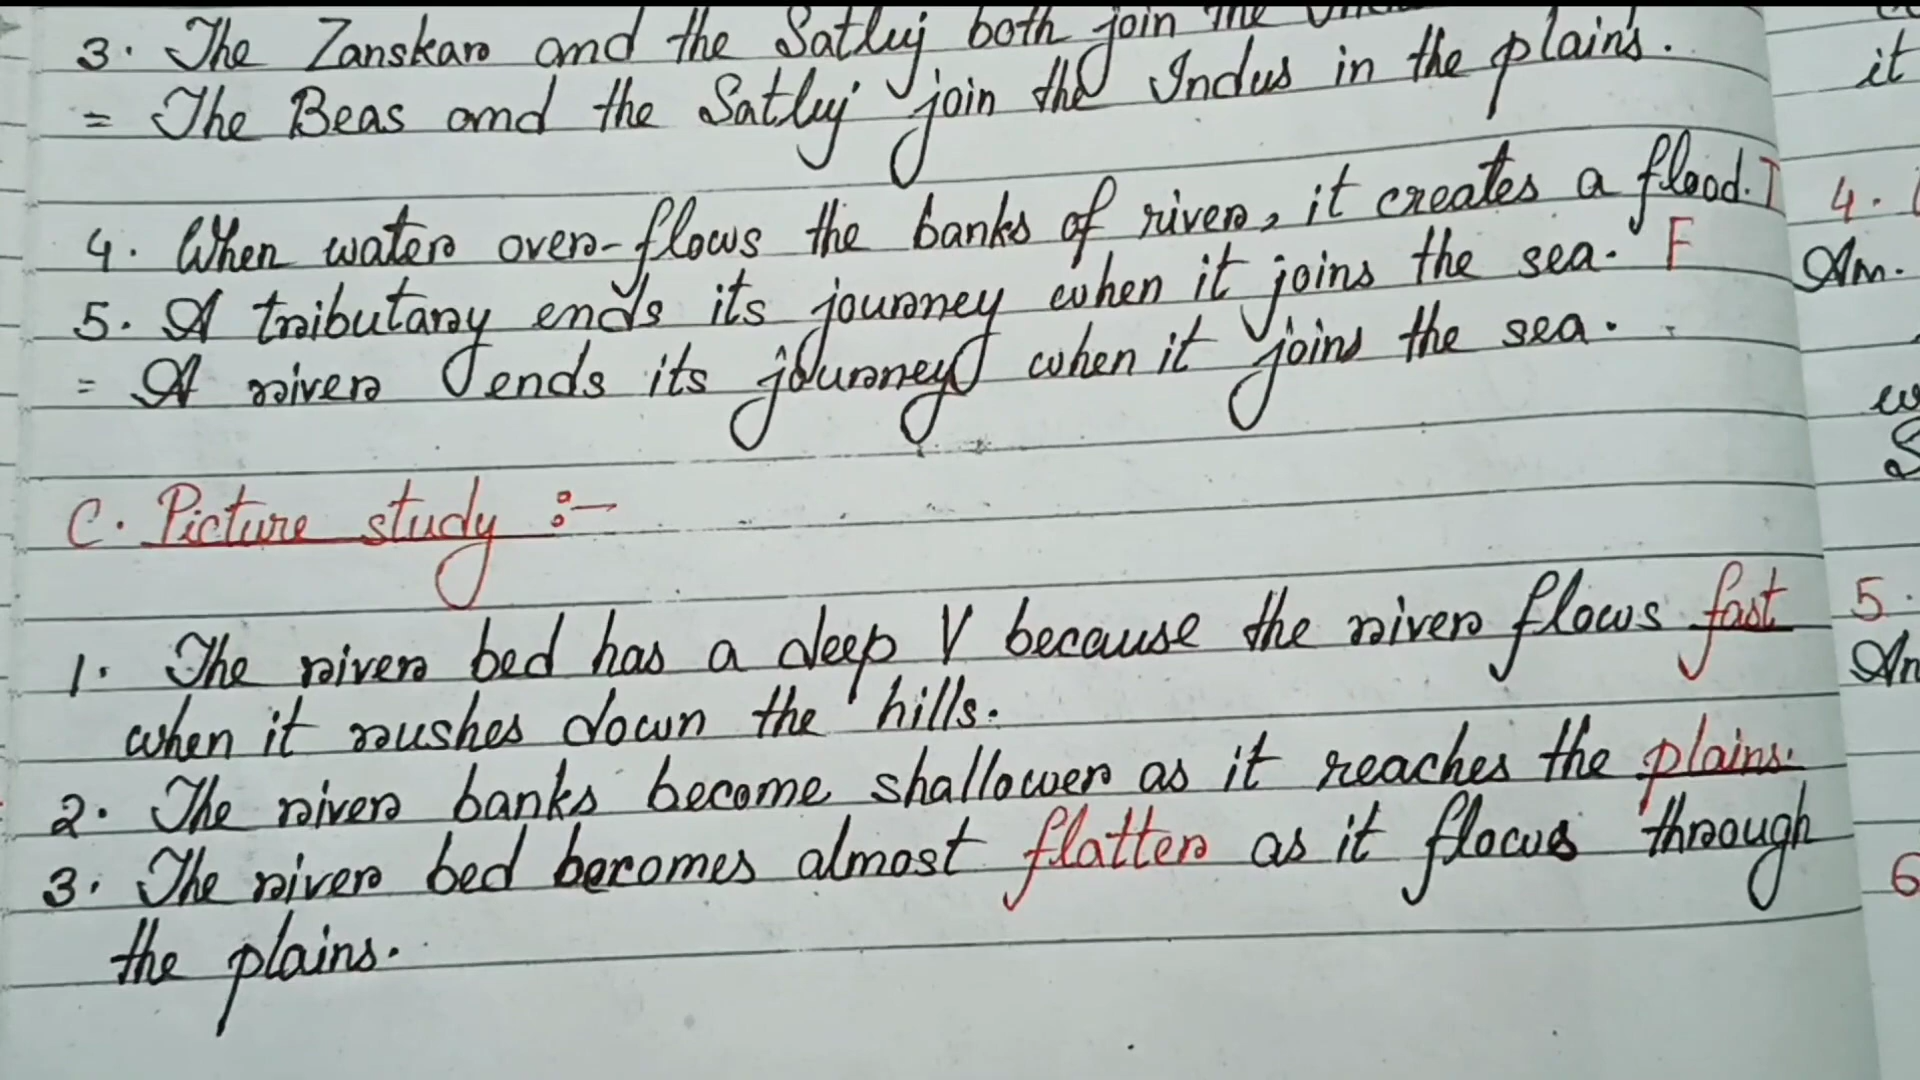 3. The Zanskar and the Satluj both join the
= The Beas and the Satluj join the Indus in the plains.
4. When water over-flows the banks of river, it creates a flood. T
5. A tributary ends its journey when it joins the sea. F
= A river ends its journey when it joins the sea.
C. Picture study :-
1. The river bed has a deep V because the river flows fast
when it rushes down the hills.
2. The river banks become shallower as it reaches the plains.
3. The river bed becomes almost flatter as it flows through
the plains.
it
4.
An.
5.
An
6